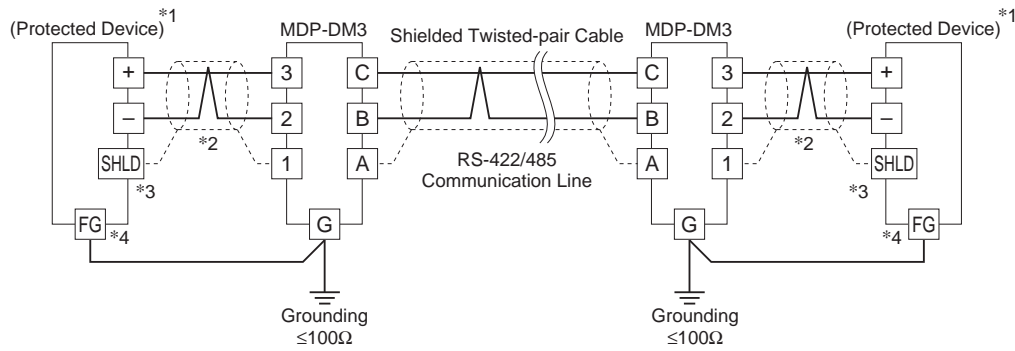 (Protected Device)*1 MDP-DM3 Shielded Twisted-pair Cable MDP-DM3 (Protected Device)*1
+ 3 C C 3 +
– 2 B B 2 –
*2 *2
SHLD 1 A RS-422/485 A 1 SHLD
*3 Communication Line *3
FG *4 G G *4 FG
Grounding Grounding
≤100Ω ≤100Ω